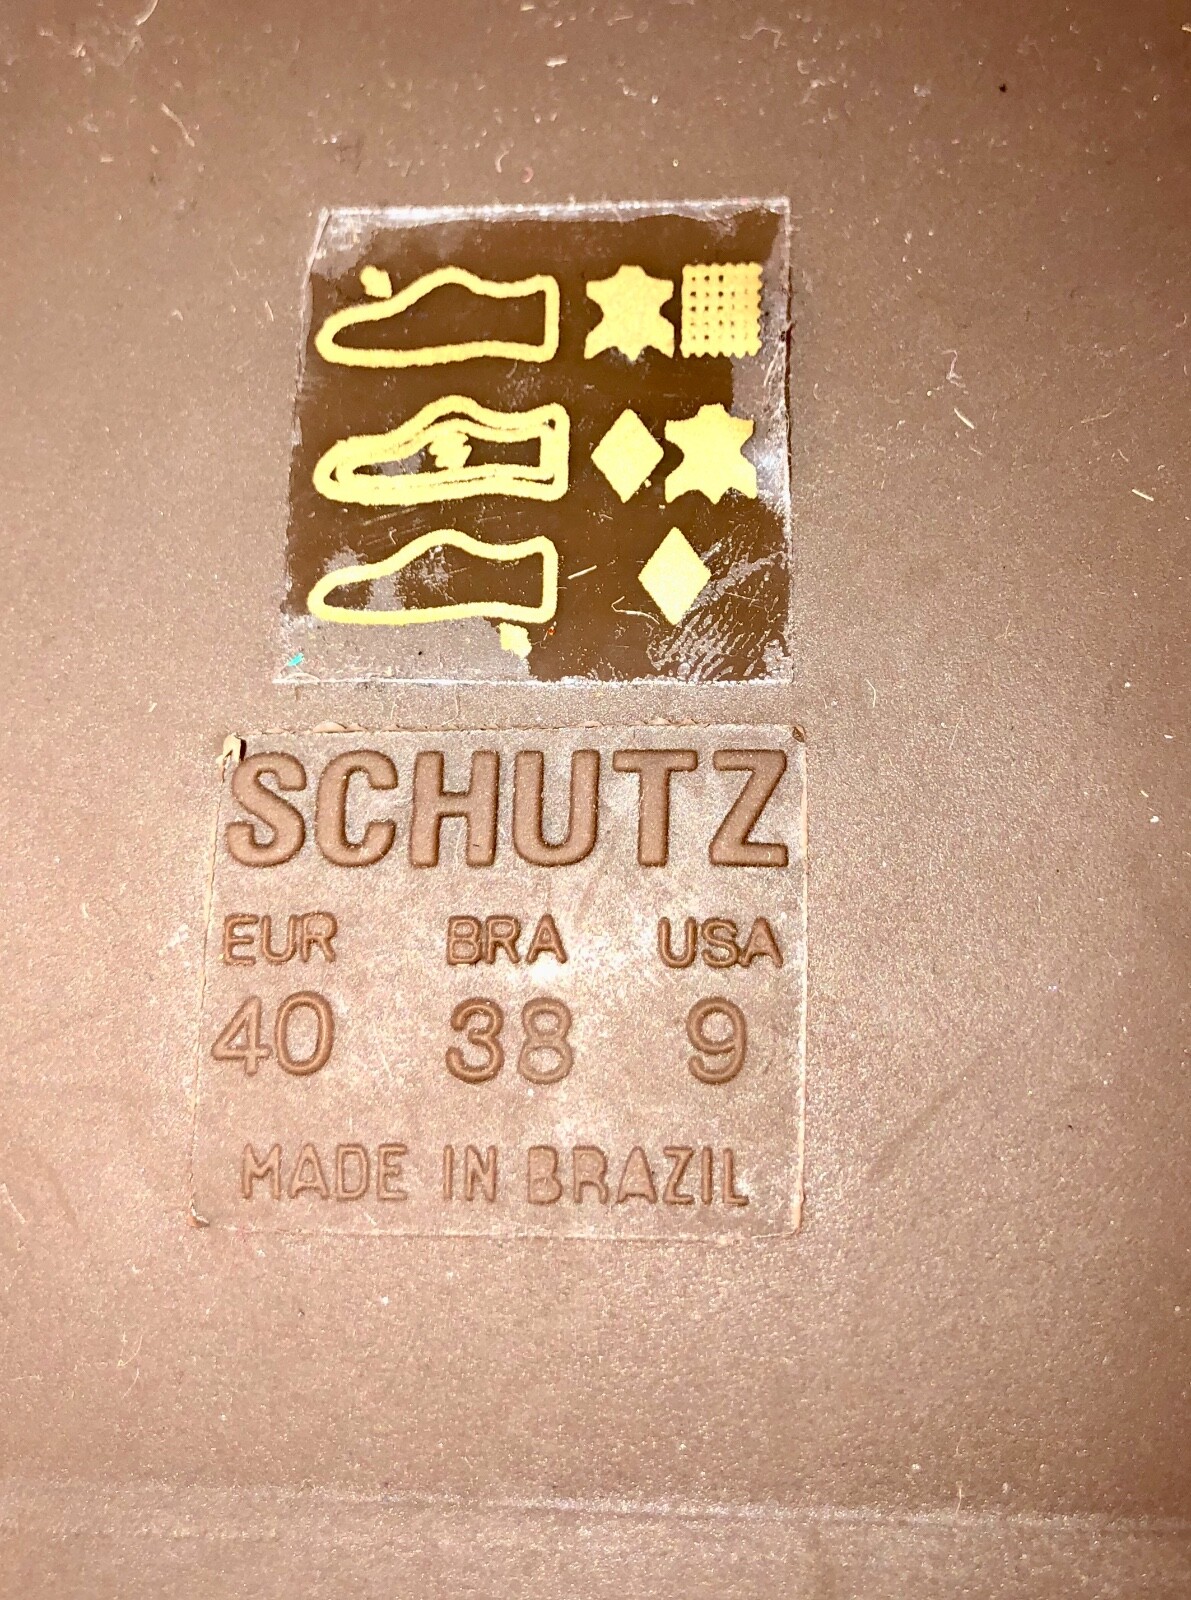 SCHUTZ
EUR BRA USA
40 38 9
MADE IN BRAZIL